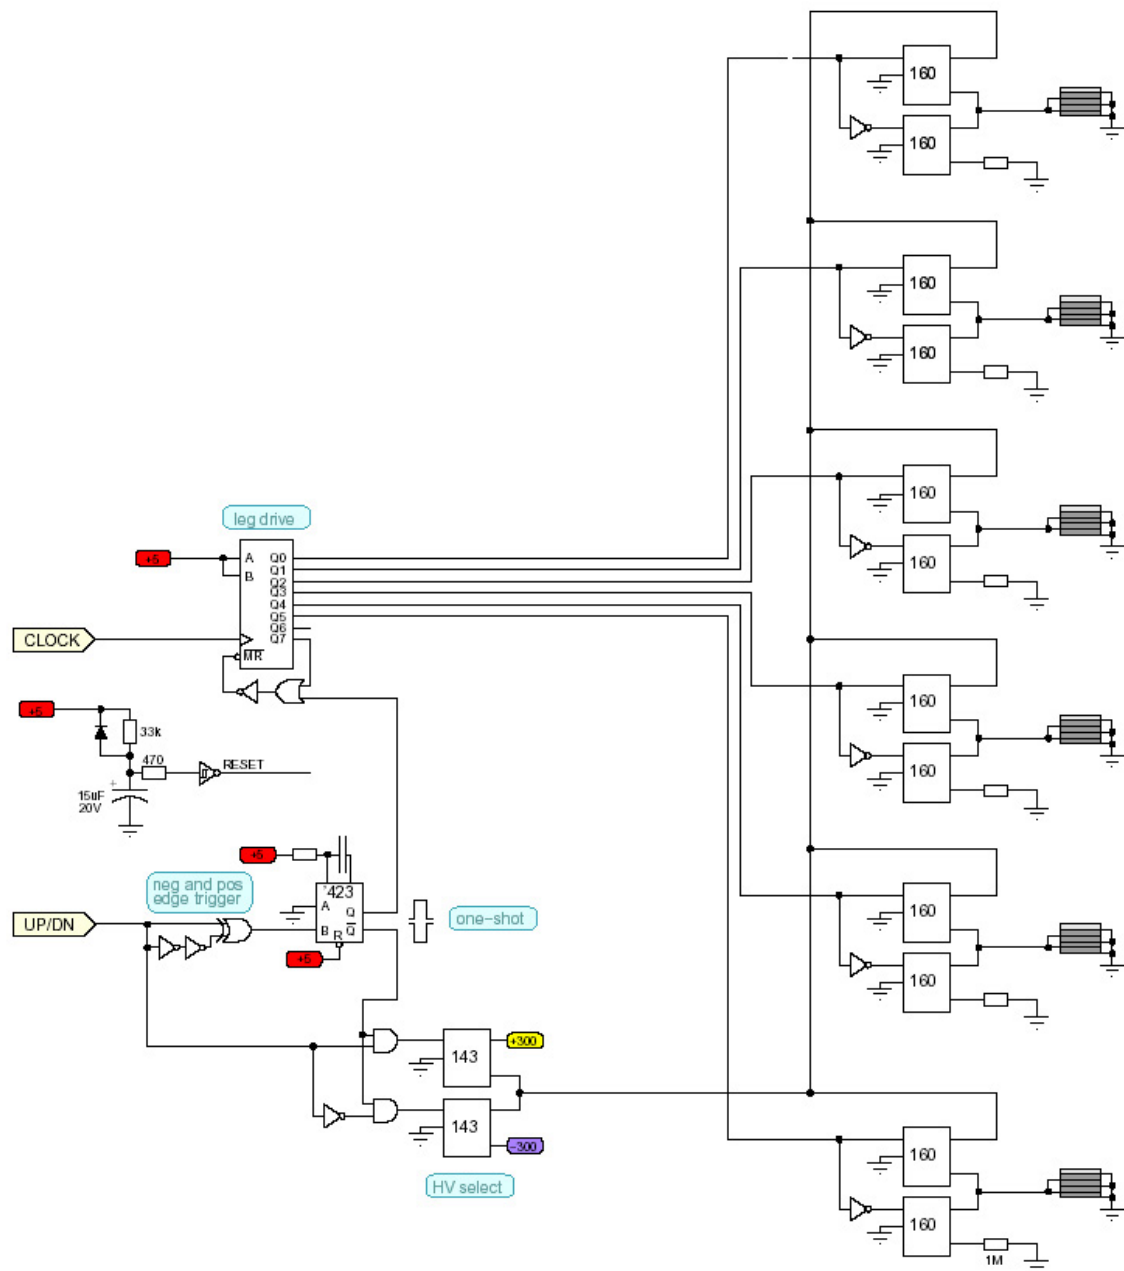 160
160
160
160
160
160
leg drive
+5
A
B
Q0
Q1
Q2
Q3
Q4
Q5
Q6
Q7
MR
CLOCK
+5
33k
470
RESET
15uF
20V
160
160
+5
neg and pos
edge trigger
'423
A
Q
B
R
Q
one-shot
UP/DN
+5
160
160
143
+300
143
-300
HV select
160
160
1M